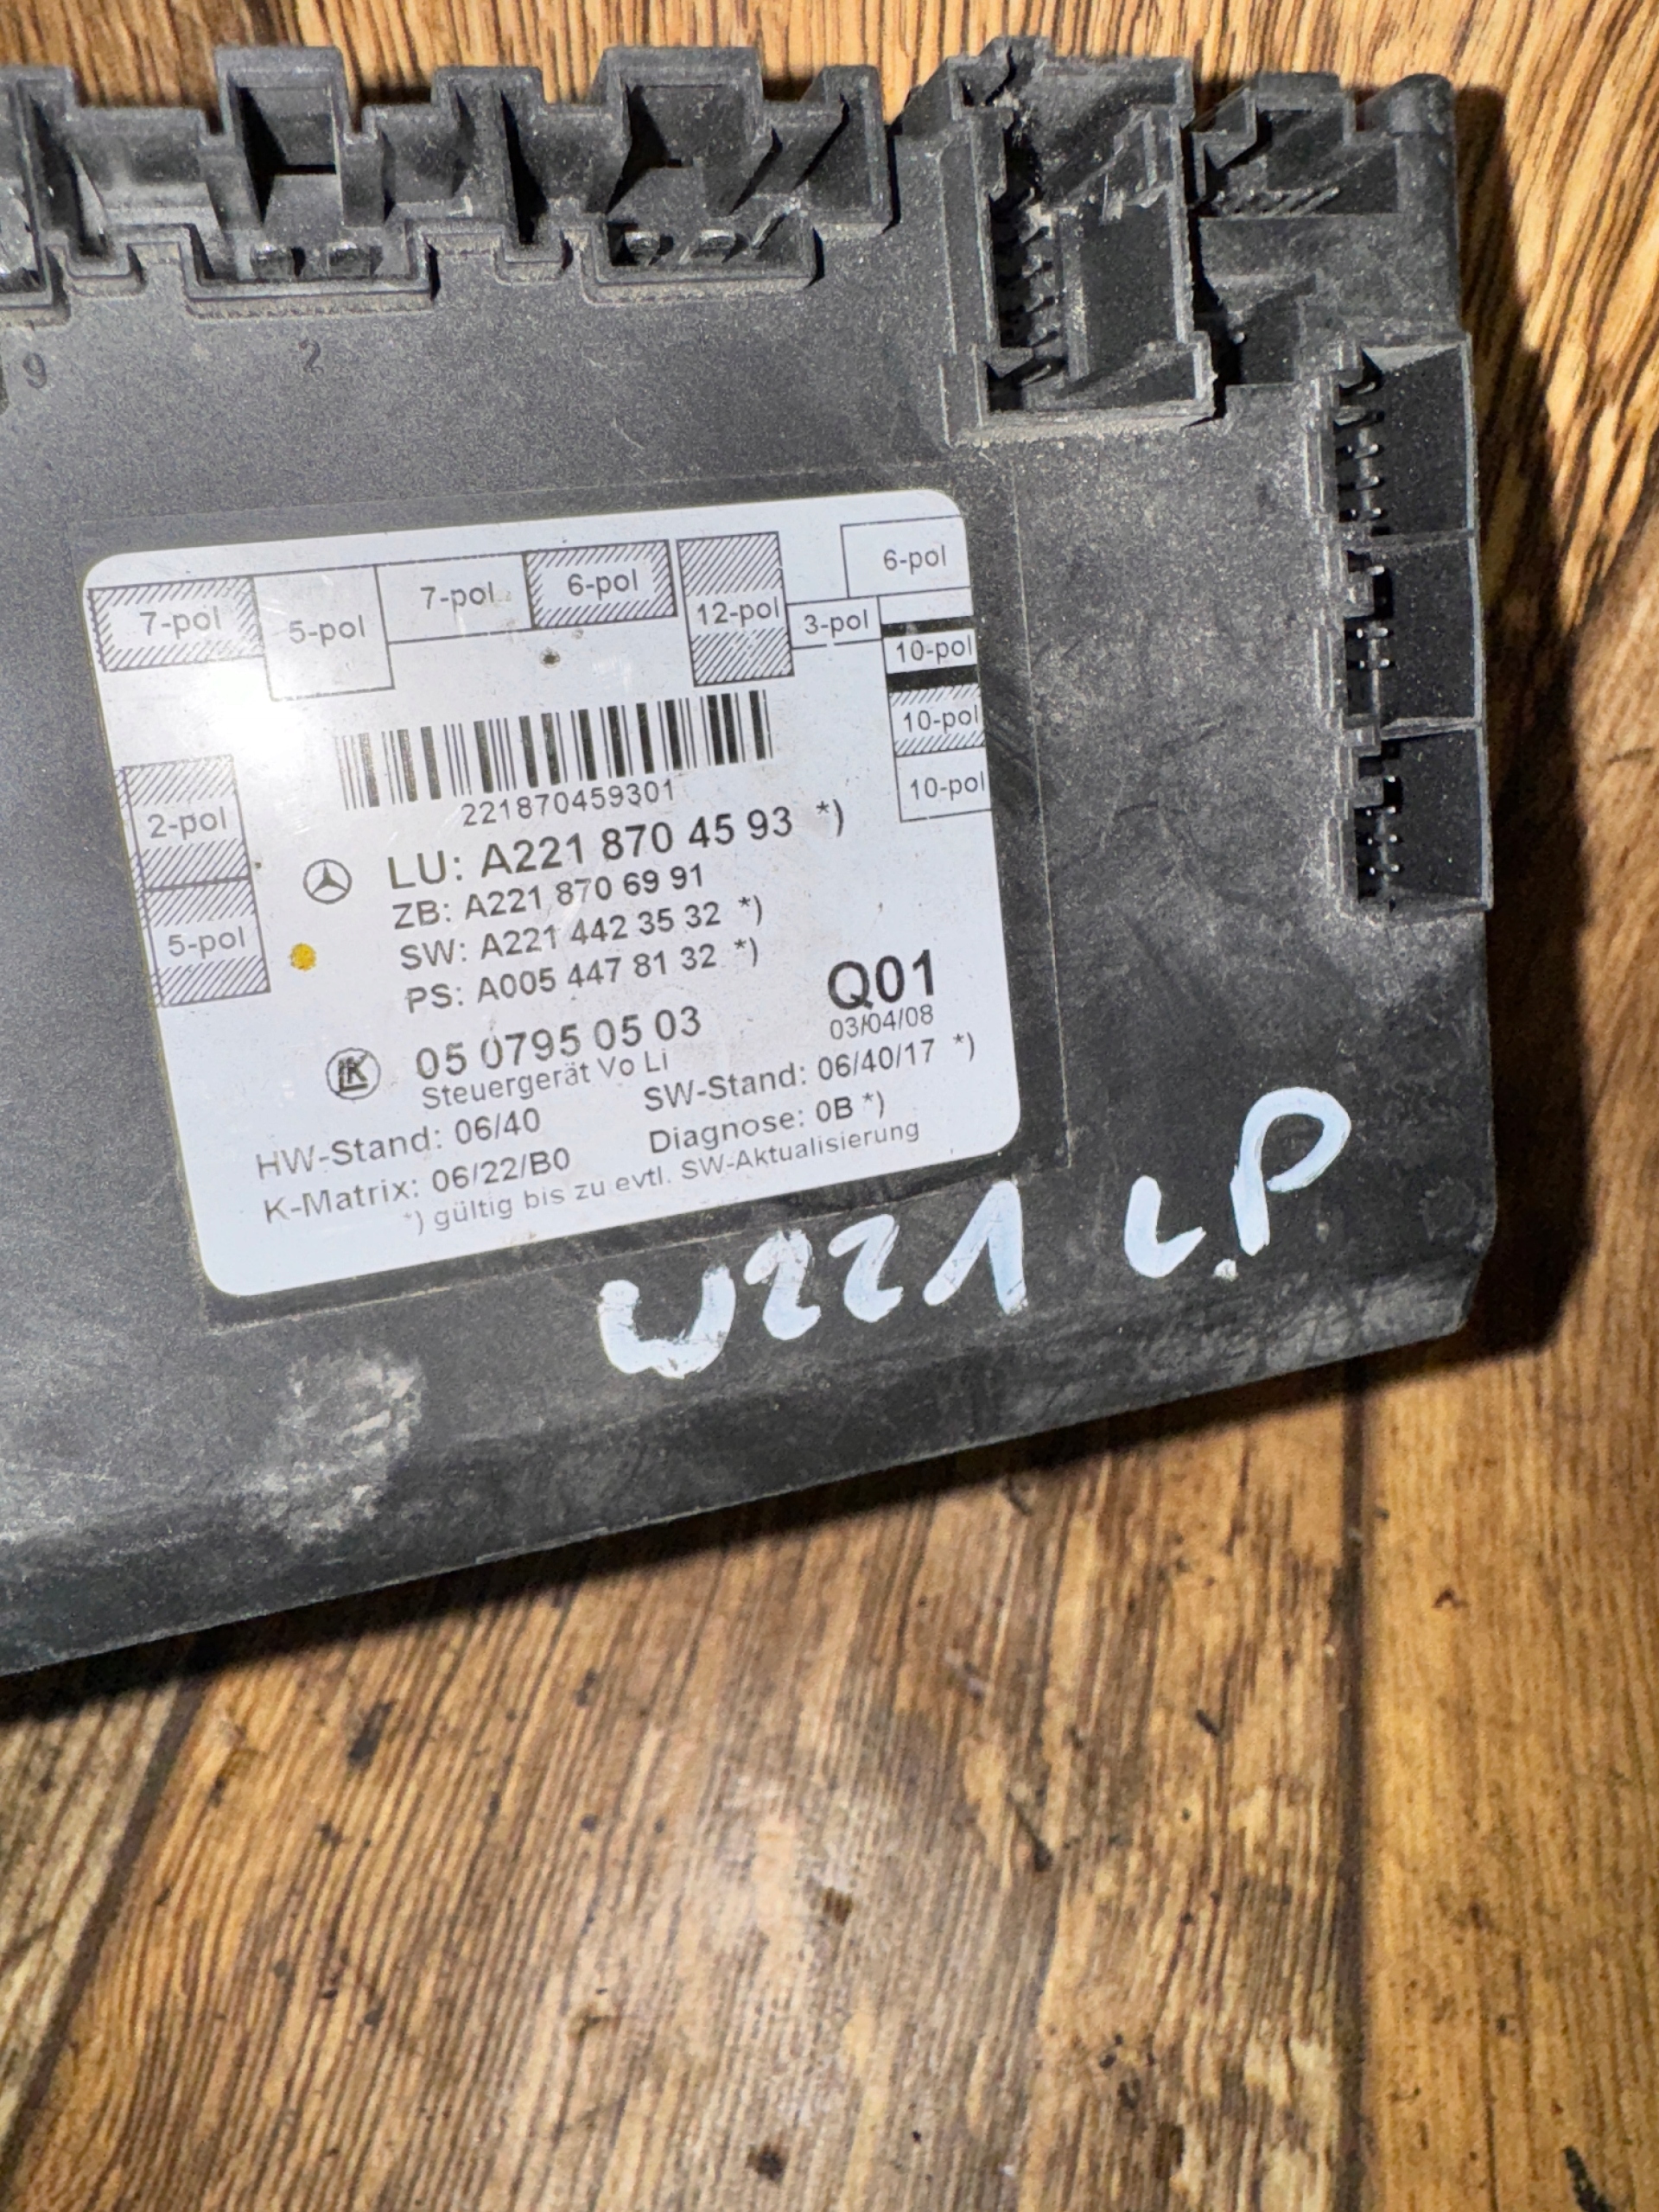 9 2
7-pol 5-pol 7-pol 6-pol 12-pol 3-pol 6-pol
10-pol
10-pol
10-pol
2-pol
5-pol
221870459301
LU: A221 870 45 93 *)
ZB: A221 870 69 91
SW: A221 442 35 32 *)
PS: A005 447 81 32 *)
Q01
03/04/08
LK 05 0795 05 03
Steuergerät Vo Li
HW-Stand: 06/40 SW-Stand: 06/40/17 *)
K-Matrix: 06/22/B0 Diagnose: 0B *)
*) gültig bis zu evtl. SW-Aktualisierung
W221 L.P